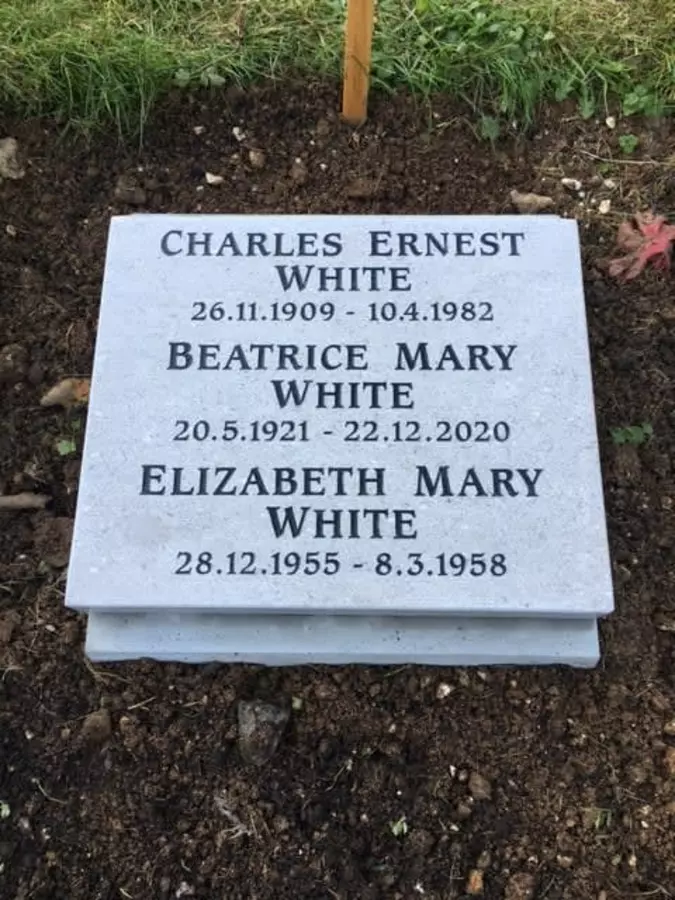 CHARLES ERNEST
WHITE
26.11.1909 - 10.4.1982
BEATRICE MARY
WHITE
20.5.1921 - 22.12.2020
ELIZABETH MARY
WHITE
28.12.1955 - 8.3.1958